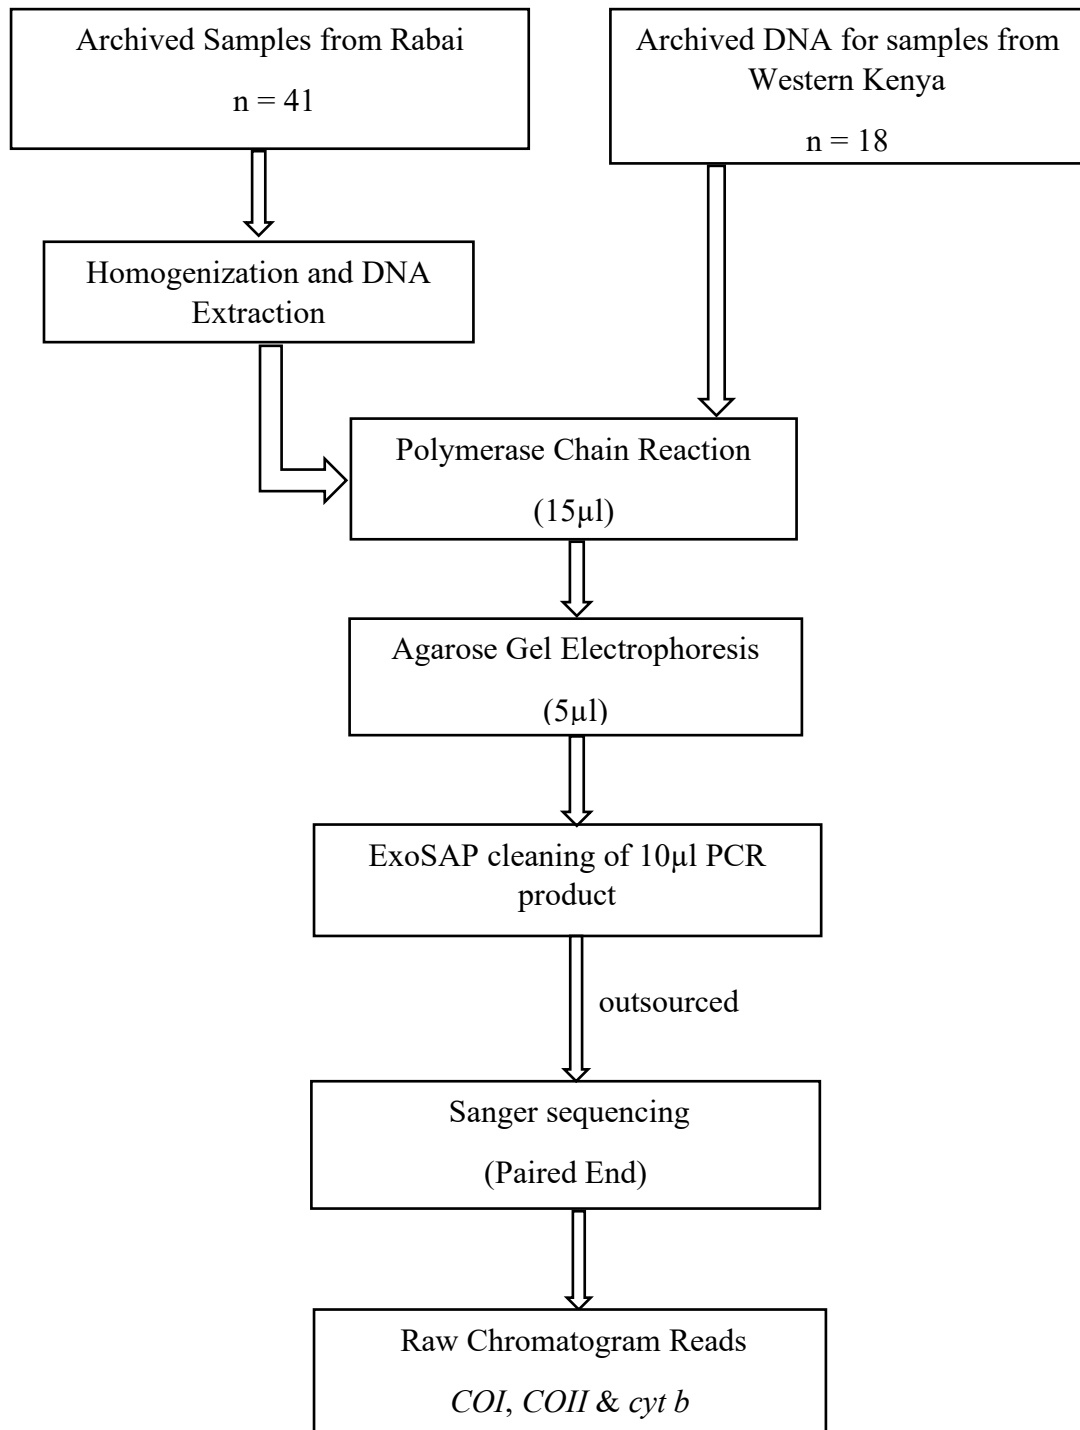 Archived Samples from Rabai
n = 41
Archived DNA for samples from
Western Kenya
n = 18
Homogenization and DNA
Extraction
Polymerase Chain Reaction
(15µl)
Agarose Gel Electrophoresis
(5µl)
ExoSAP cleaning of 10µl PCR
product
outsourced
Sanger sequencing
(Paired End)
Raw Chromatogram Reads
COI, COII & cyt b